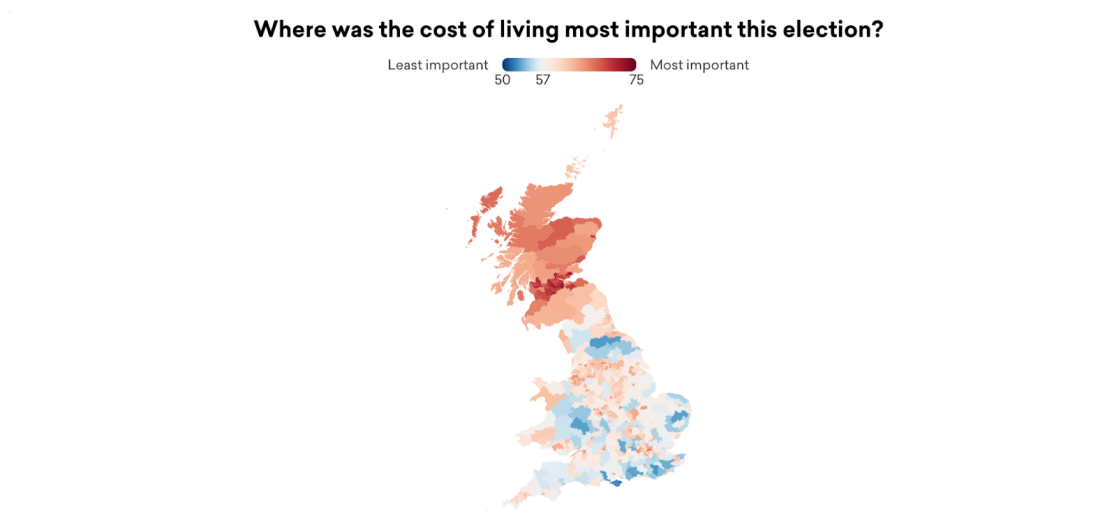 Where was the cost of living most important this election?
Least important Most important
50 57 75